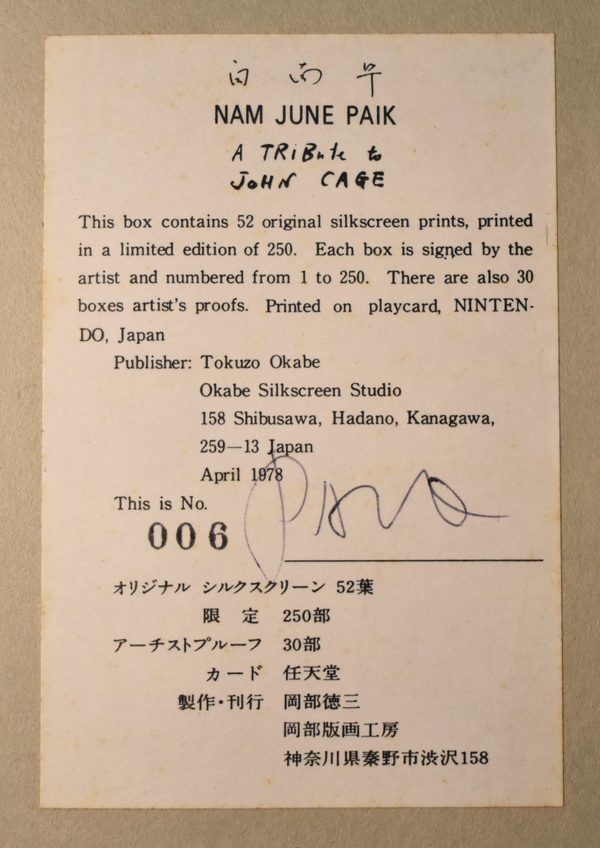 白南準
NAM JUNE PAIK
A TRiBute to
JoHN CAGE
This box contains 52 original silkscreen prints, printed
in a limited edition of 250. Each box is signed by the
artist and numbered from 1 to 250. There are also 30
boxes artist's proofs. Printed on playcard, NINTEN-
DO, Japan
Publisher: Tokuzo Okabe
Okabe Silkscreen Studio
158 Shibusawa, Hadano, Kanagawa,
259—13 Japan
April 1978
This is No.
006
オリジナル シルクスクリーン 52葉
限 定 250部
アーチストプルーフ 30部
カード 任天堂
製作・刊行 岡部徳三
岡部版画工房
神奈川県秦野市渋沢158